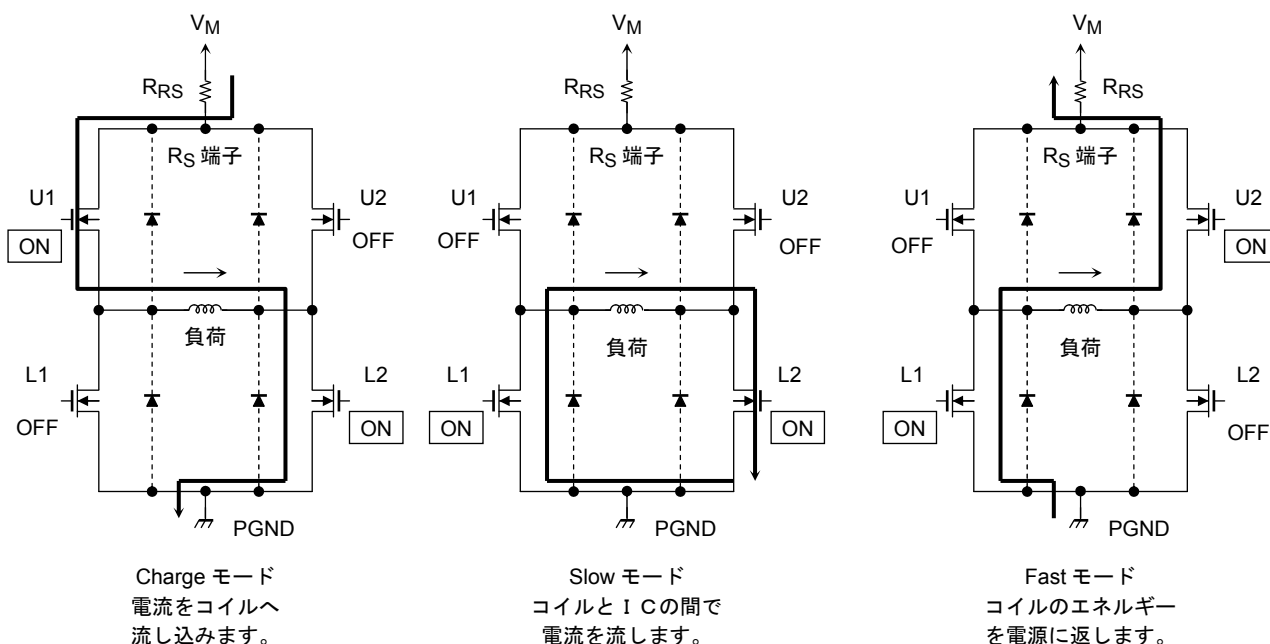 VM
RRS
RS 端子
U1
ON
U2
OFF
負荷
L1
OFF
L2
ON
PGND
Charge モード
電流をコイルへ
流し込みます。
VM
RRS
RS 端子
U1
OFF
U2
OFF
負荷
L1
ON
L2
ON
PGND
Slow モード
コイルとＩＣの間で
電流を流します。
VM
RRS
RS 端子
U1
OFF
U2
ON
負荷
L1
ON
L2
OFF
PGND
Fast モード
コイルのエネルギー
を電源に返します。